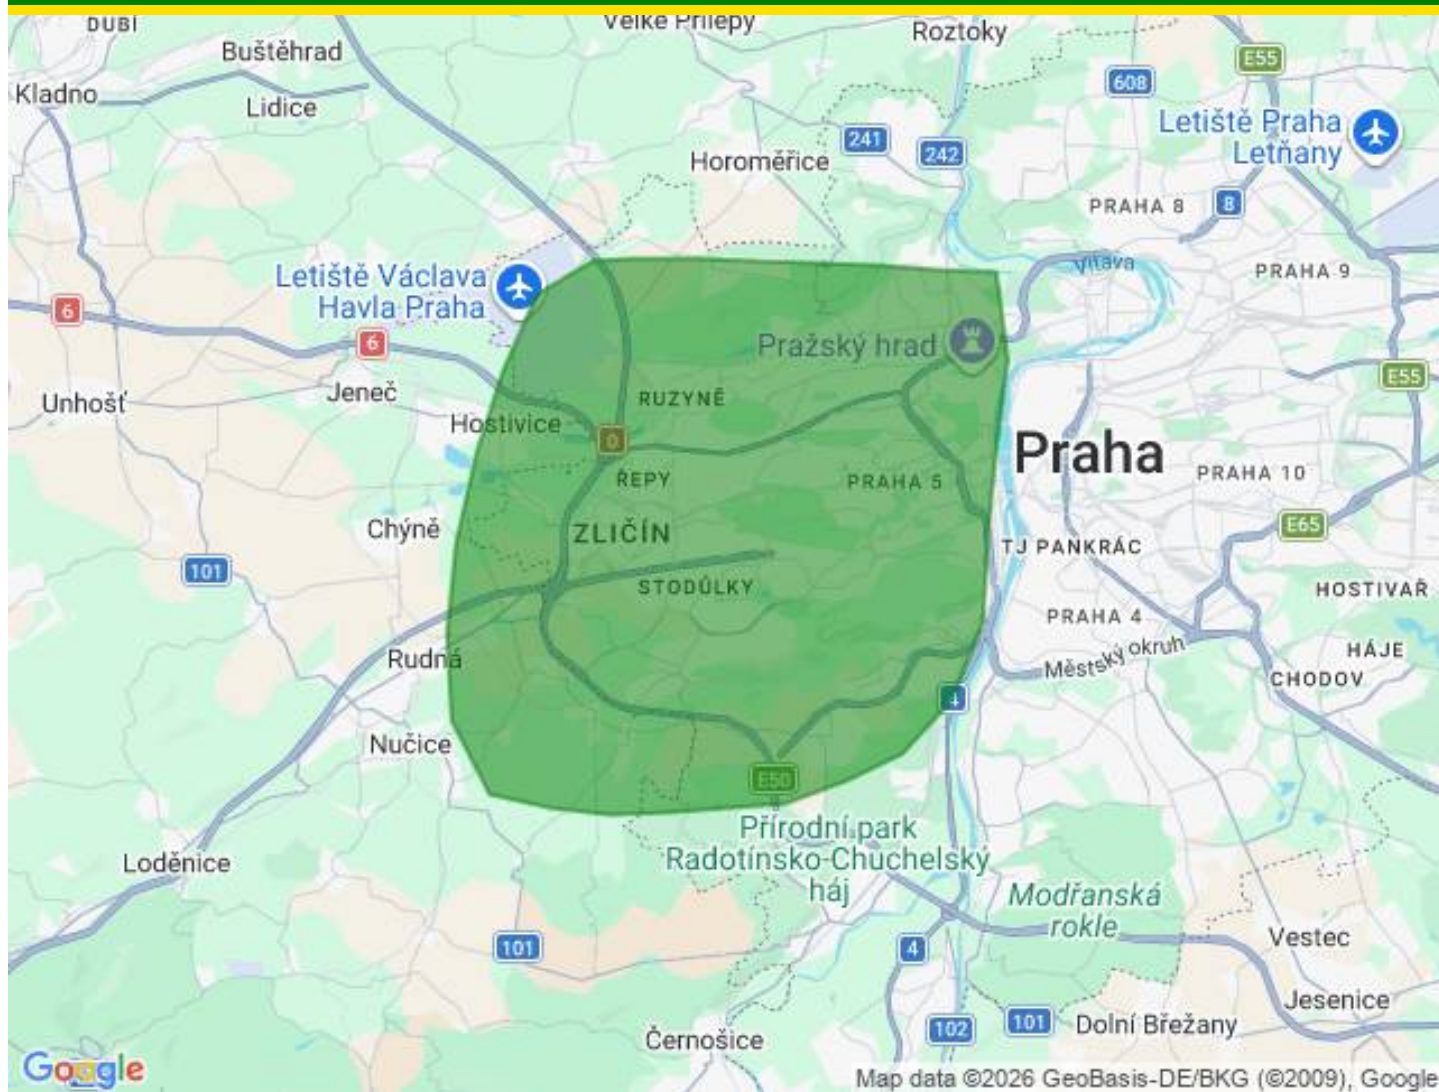 DUBÍ
Velké Přílepy
Roztoky
Buštěhrad
E55
Kladno
608
Lidice
Letiště Praha
Letňany
241
242
Horoměřice
PRAHA 8
8
Letiště Václava
Havla Praha
Vltava
PRAHA 9
6
6
Pražský hrad
E55
Jeneč
RUZYNĚ
Unhošť
Hostivice
0
Praha
ŘEPY
PRAHA 5
PRAHA 10
Chýně
ZLIČÍN
E65
TJ PANKRÁC
101
STODŮLKY
HOSTIVAŘ
PRAHA 4
Rudná
Městský okruh
HÁJE
CHODOV
4
Nučice
E50
Přírodní park
Radotínsko-Chuchelský
háj
Loděnice
Modřanská
rokle
101
4
Vestec
Jesenice
102
101
Dolní Břežany
Černošice
Google
Map data ©2026 GeoBasis-DE/BKG (©2009), Google